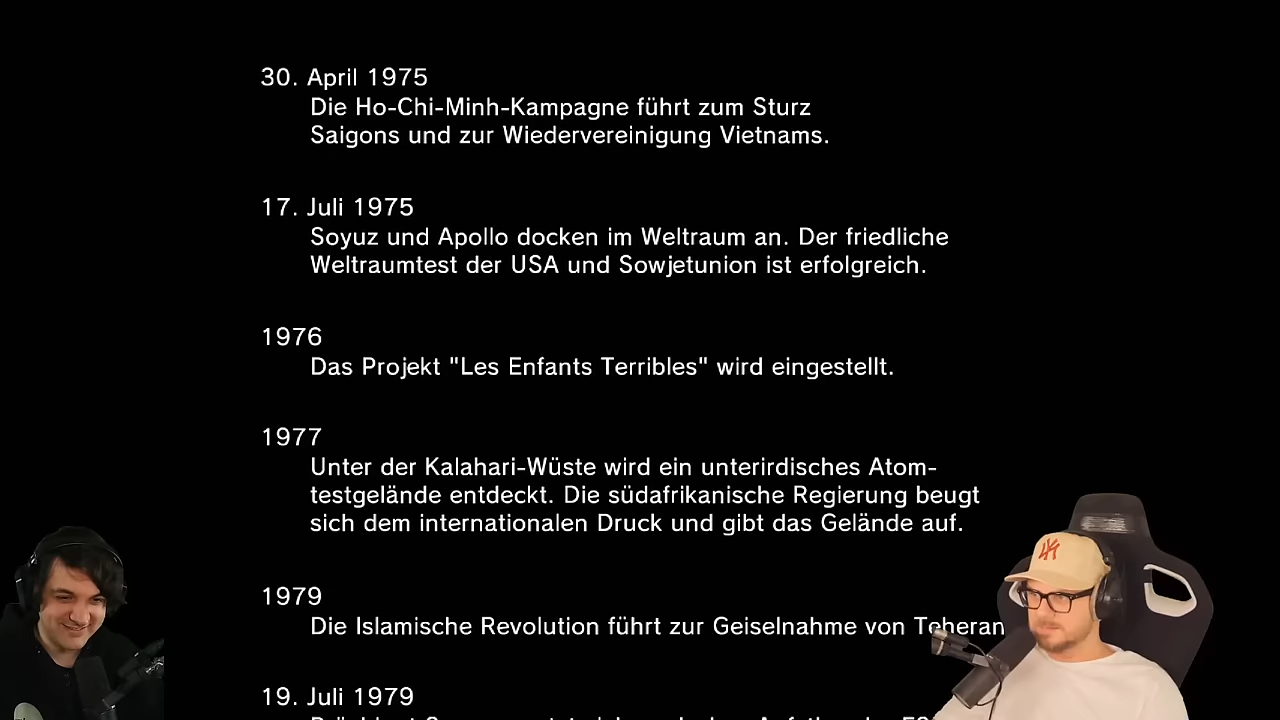 30. April 1975
Die Ho-Chi-Minh-Kampagne führt zum Sturz
Saigons und zur Wiedervereinigung Vietnams.
17. Juli 1975
Soyuz und Apollo docken im Weltraum an. Der friedliche
Weltraumtest der USA und Sowjetunion ist erfolgreich.
1976
Das Projekt "Les Enfants Terribles" wird eingestellt.
1977
Unter der Kalahari-Wüste wird ein unterirdisches Atom-
testgelände entdeckt. Die südafrikanische Regierung beugt
sich dem internationalen Druck und gibt das Gelände auf.
1979
Die Islamische Revolution führt zur Geiselnahme von Teheran
19. Juli 1979